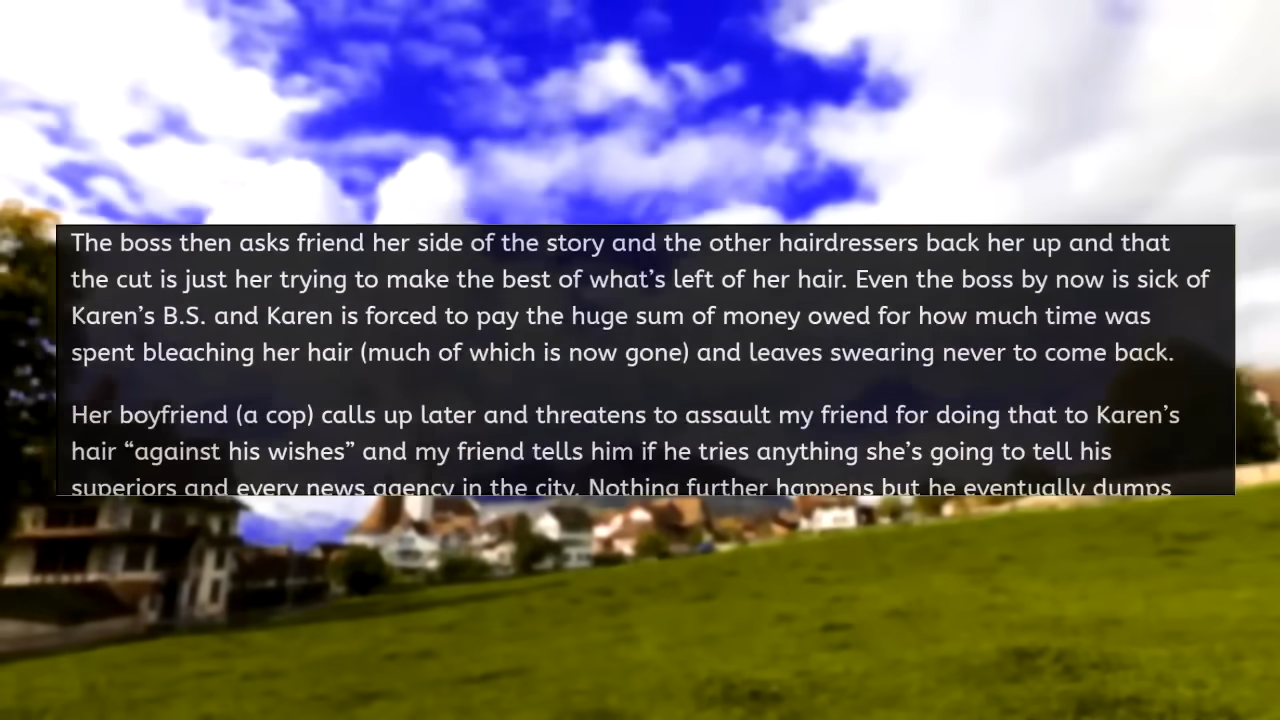 The boss then asks friend her side of the story and the other hairdressers back her up and that
the cut is just her trying to make the best of what’s left of her hair. Even the boss by now is sick of
Karen’s B.S. and Karen is forced to pay the huge sum of money owed for how much time was
spent bleaching her hair (much of which is now gone) and leaves swearing never to come back.
Her boyfriend (a cop) calls up later and threatens to assault my friend for doing that to Karen’s
hair “against his wishes” and my friend tells him if he tries anything she’s going to tell his
superiors and every news agency in the city. Nothing further happens but he eventually dumps